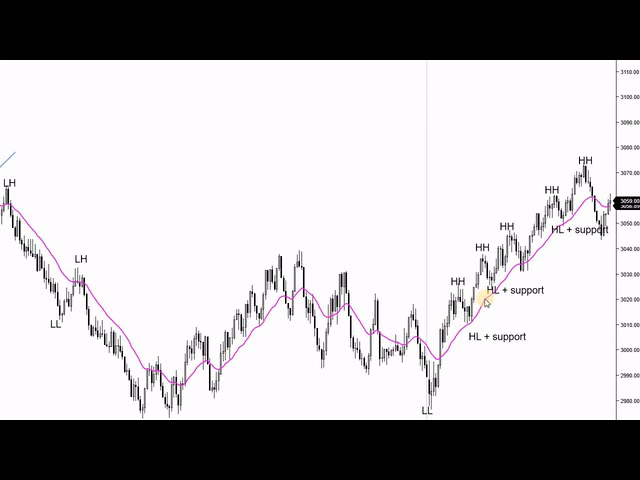 3110.00
3100.00
3090.00
3080.00
HH
3070.00
LH
HH
3059.00
HH
HL + support
3050.00
HH
LH
3040.00
HH
3030.00
HL + support
3020.00
LL
3010.00
HL + support
3000.00
2990.00
2980.00
LL